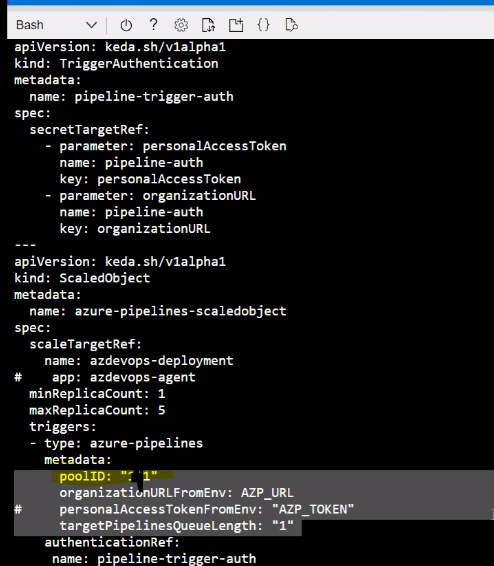 Bash
apiVersion: keda.sh/v1alpha1
kind: TriggerAuthentication
metadata:
  name: pipeline-trigger-auth
spec:
  secretTargetRef:
    - parameter: personalAccessToken
      name: pipeline-auth
      key: personalAccessToken
    - parameter: organizationURL
      name: pipeline-auth
      key: organizationURL
---
apiVersion: keda.sh/v1alpha1
kind: ScaledObject
metadata:
  name: azure-pipelines-scaledobject
spec:
  scaleTargetRef:
    name: azdevops-deployment
#    app: azdevops-agent
  minReplicaCount: 1
  maxReplicaCount: 5
  triggers:
  - type: azure-pipelines
    metadata:
      poolID:
      organizationURLFromEnv: AZP_URL
#     personalAccessTokenFromEnv: "AZP_TOKEN"
      targetPipelinesQueueLength: "1"
    authenticationRef:
     name: pipeline-trigger-auth